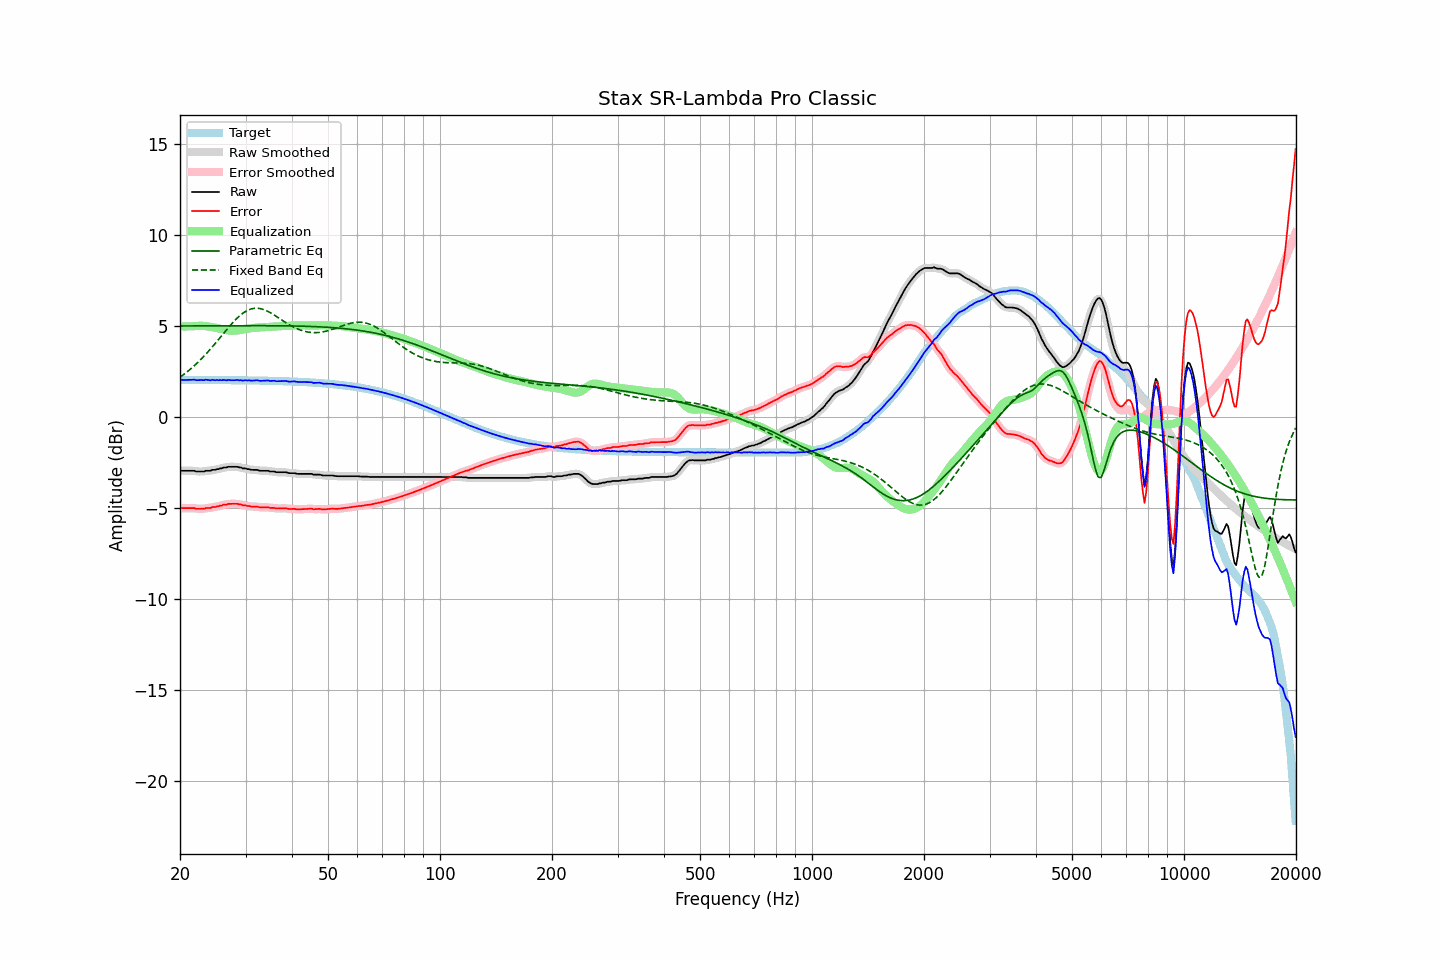 Stax SR-Lambda Pro Classic
Target
Raw Smoothed
Error Smoothed
Raw
Error
Equalization
Parametric Eq
Fixed Band Eq
Equalized
15
10
5
0
−5
−10
−15
−20
Amplitude (dBr)
20 50 100 200 500 1000 2000 5000 10000 20000
Frequency (Hz)